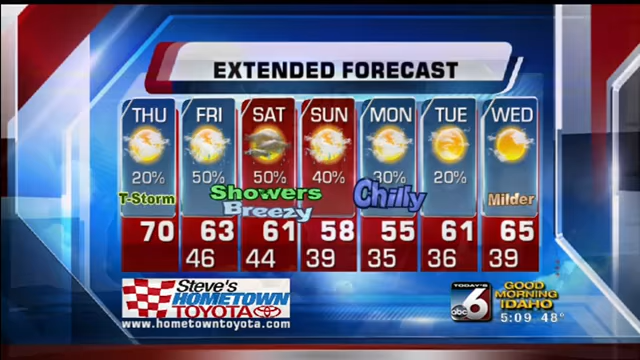 EXTENDED FORECAST
THU FRI SAT SUN MON TUE WED
20% 50% 50% 40% 30% 20%
T-Storm Showers Breezy Chilly Milder
70 63 61 58 55 61 65
46 44 39 35 36 39
Steve's
HOMETOWN
TOYOTA
www.hometowntoyota.com
TODAY'S
6
abc
GOOD
MORNING
IDAHO
5:09 48°